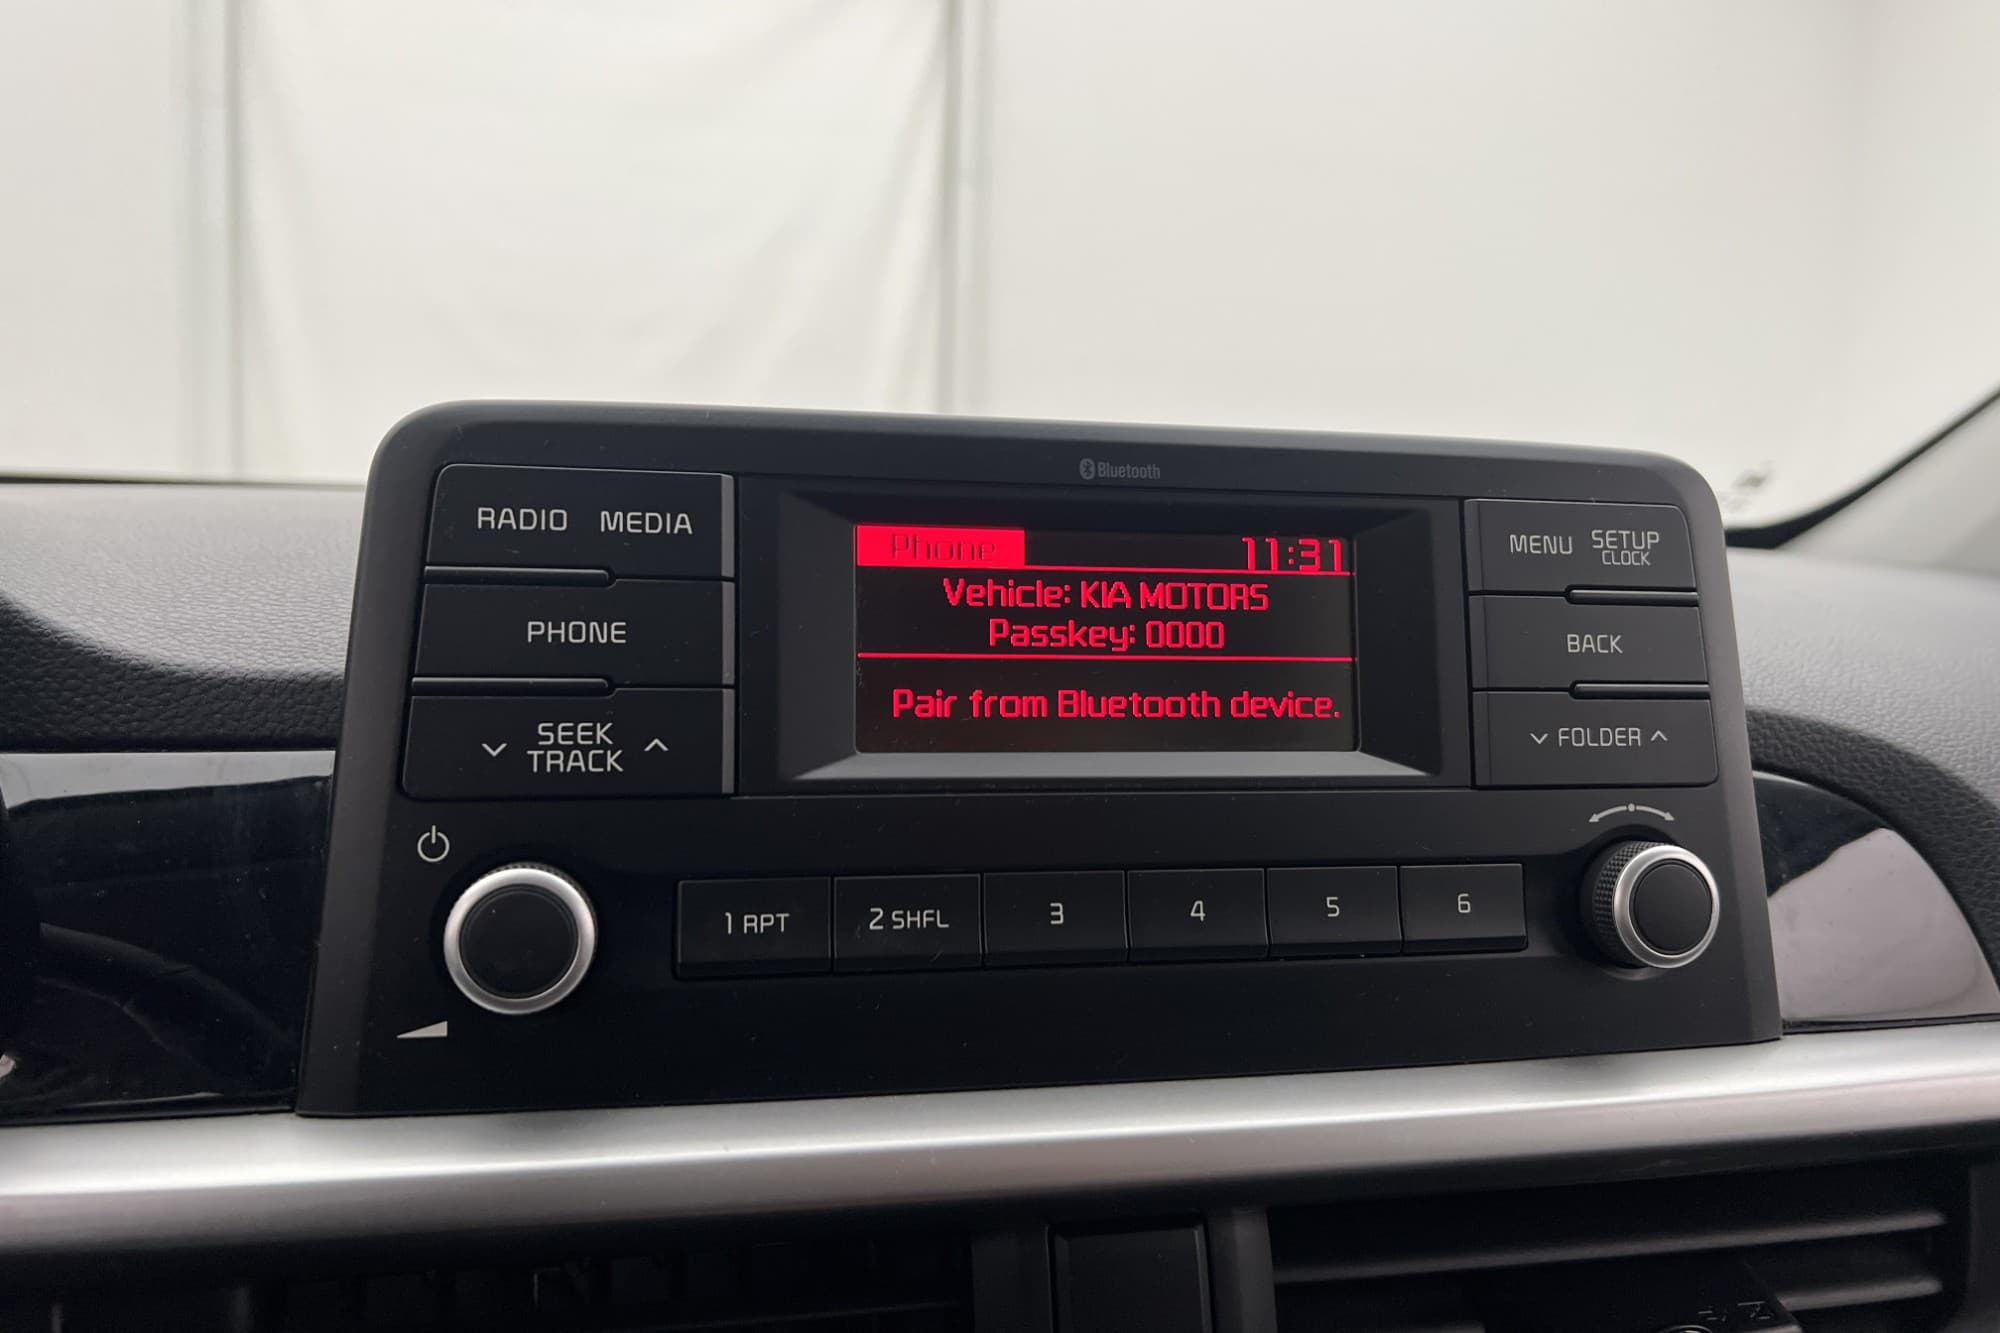 Bluetooth
RADIO MEDIA
PHONE
SEEK
TRACK
Phone 11:31
Vehicle: KIA MOTORS
Passkey: 0000
Pair from Bluetooth device.
MENU SETUP
CLOCK
BACK
FOLDER
1 RPT 2 SHFL 3 4 5 6